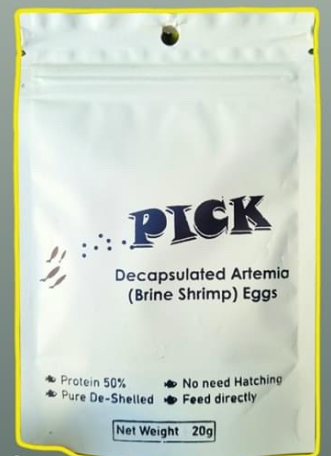 PICK
Decapsulated Artemia
(Brine Shrimp) Eggs
Protein 50%
No need Hatching
Pure De-Shelled
Feed directly
Net Weight 20g